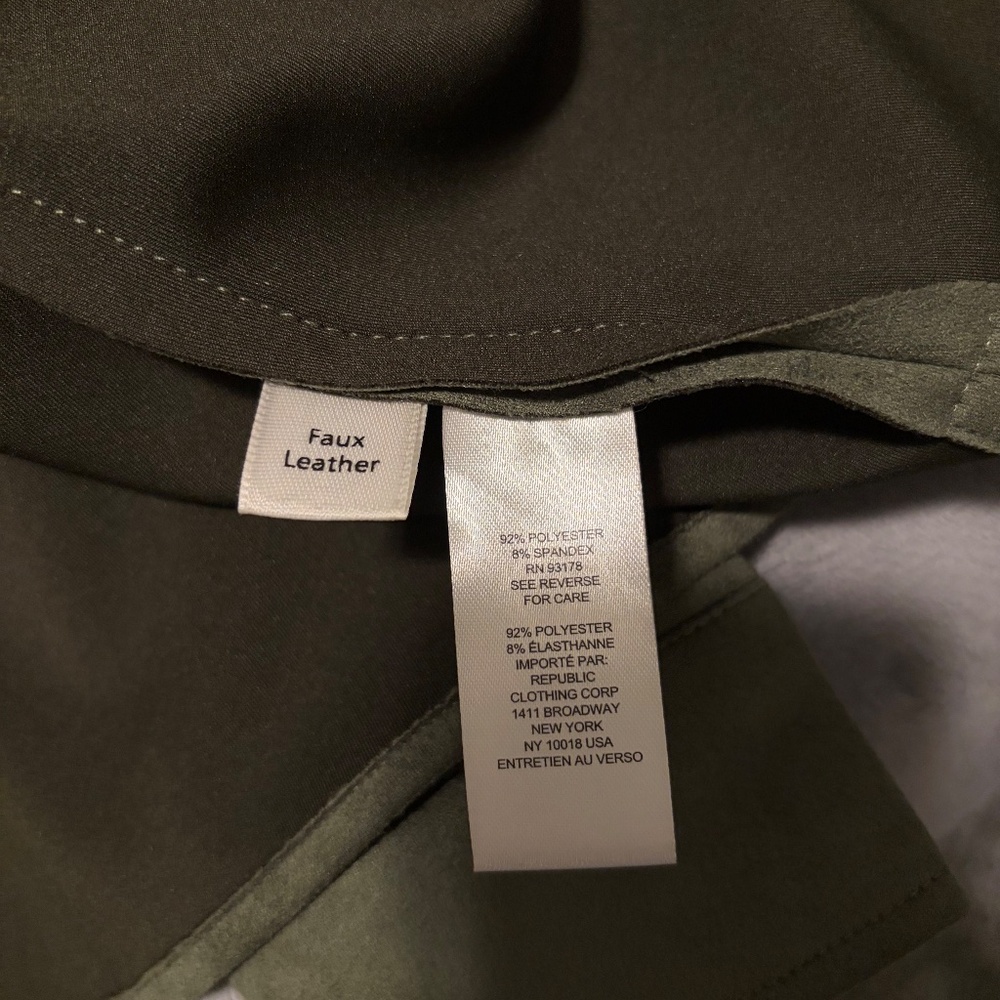 Faux
Leather
92% POLYESTER
8% SPANDEX
RN 93178
SEE REVERSE
FOR CARE
92% POLYESTER
8% ÉLASTHANNE
IMPORTÉ PAR:
REPUBLIC
CLOTHING CORP
1411 BROADWAY
NEW YORK
NY 10018 USA
ENTRETIEN AU VERSO